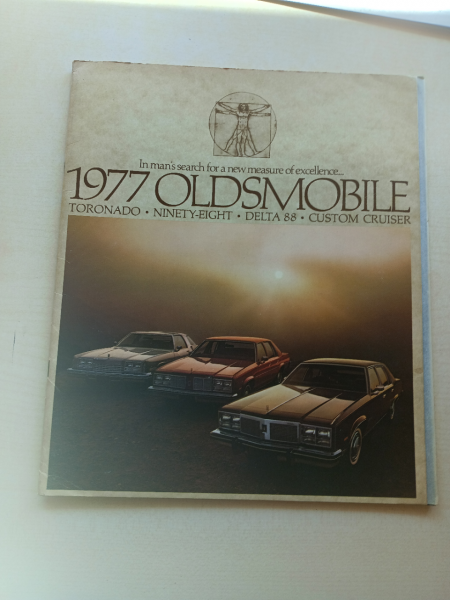 In man's search for a new measure of excellence...
1977 OLDSMOBILE
TORONADO • NINETY-EIGHT • DELTA 88 • CUSTOM CRUISER